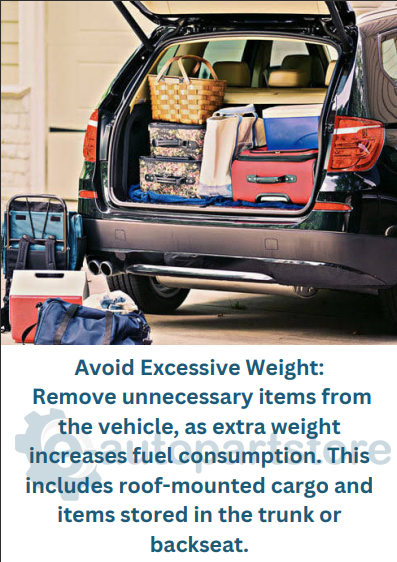 Avoid Excessive Weight:
Remove unnecessary items from
the vehicle, as extra weight
increases fuel consumption. This
includes roof-mounted cargo and
items stored in the trunk or
backseat.
autopartstore